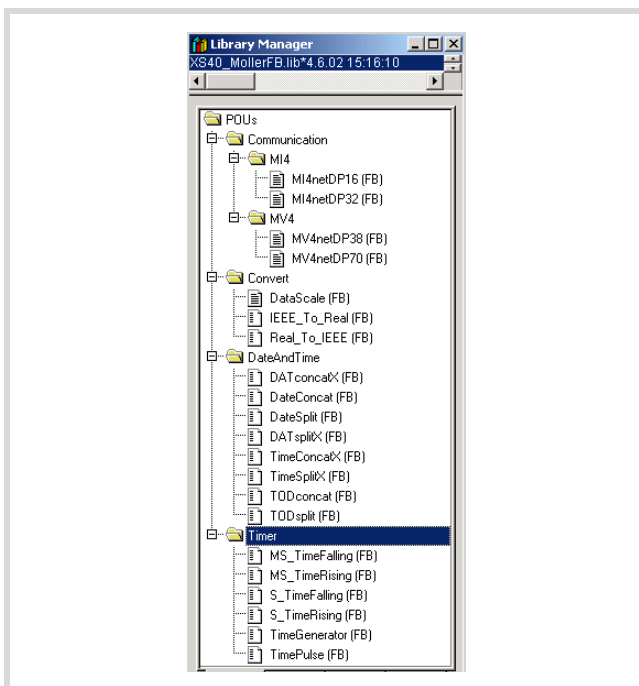 Library Manager
XS40_MollerFB.lib*4.6.02 15:16:10
POUs
Communication
MI4
MI4netDP16 (FB)
MI4netDP32 (FB)
MV4
MV4netDP38 (FB)
MV4netDP70 (FB)
Convert
DataScale (FB)
IEEE_To_Real (FB)
Real_To_IEEE (FB)
DateAndTime
DATconcatX (FB)
DateConcat (FB)
DateSplit (FB)
DATsplitX (FB)
TimeConcatX (FB)
TimeSplitX (FB)
TODconcat (FB)
TODsplit (FB)
Timer
MS_TimeFalling (FB)
MS_TimeRising (FB)
S_TimeFalling (FB)
S_TimeRising (FB)
TimeGenerator (FB)
TimePulse (FB)